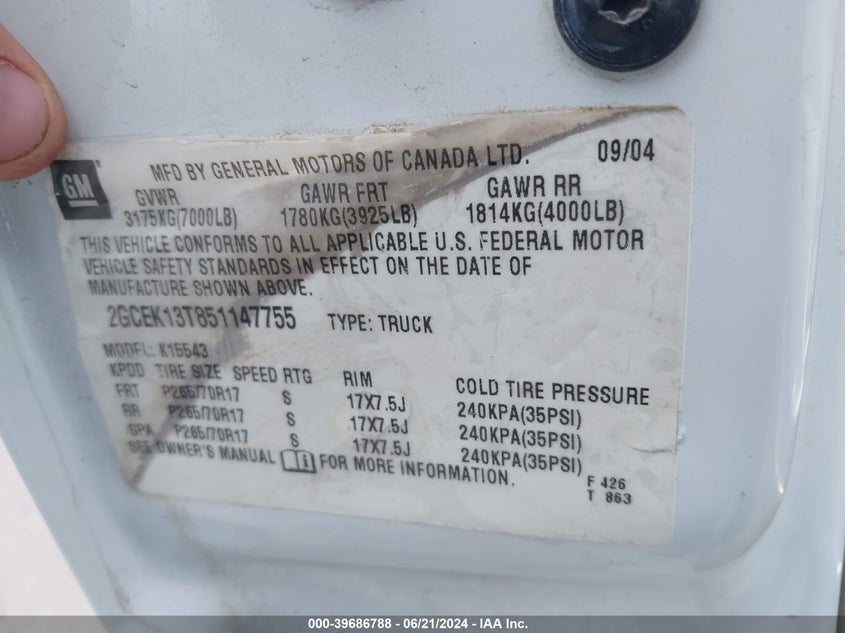 GM
MFD BY GENERAL MOTORS OF CANADA LTD. 09/04
GVWR GAWR FRT GAWR RR
3175KG(7000LB) 1780KG(3925LB) 1814KG(4000LB)
THIS VEHICLE CONFORMS TO ALL APPLICABLE U.S. FEDERAL MOTOR
VEHICLE SAFETY STANDARDS IN EFFECT ON THE DATE OF
MANUFACTURE SHOWN ABOVE.
2GCEK13T851147755 TYPE: TRUCK
MODEL: K15543
KPDD TIRE SIZE SPEED RTG RIM COLD TIRE PRESSURE
FRT P265/70R17 S 17X7.5J 240KPA(35PSI)
RR P265/70R17 S 17X7.5J 240KPA(35PSI)
SPA P265/70R17 S 17X7.5J 240KPA(35PSI)
SEE OWNER'S MANUAL FOR MORE INFORMATION.
F 426
T 863
000-39686788 - 06/21/2024 - IAA Inc.